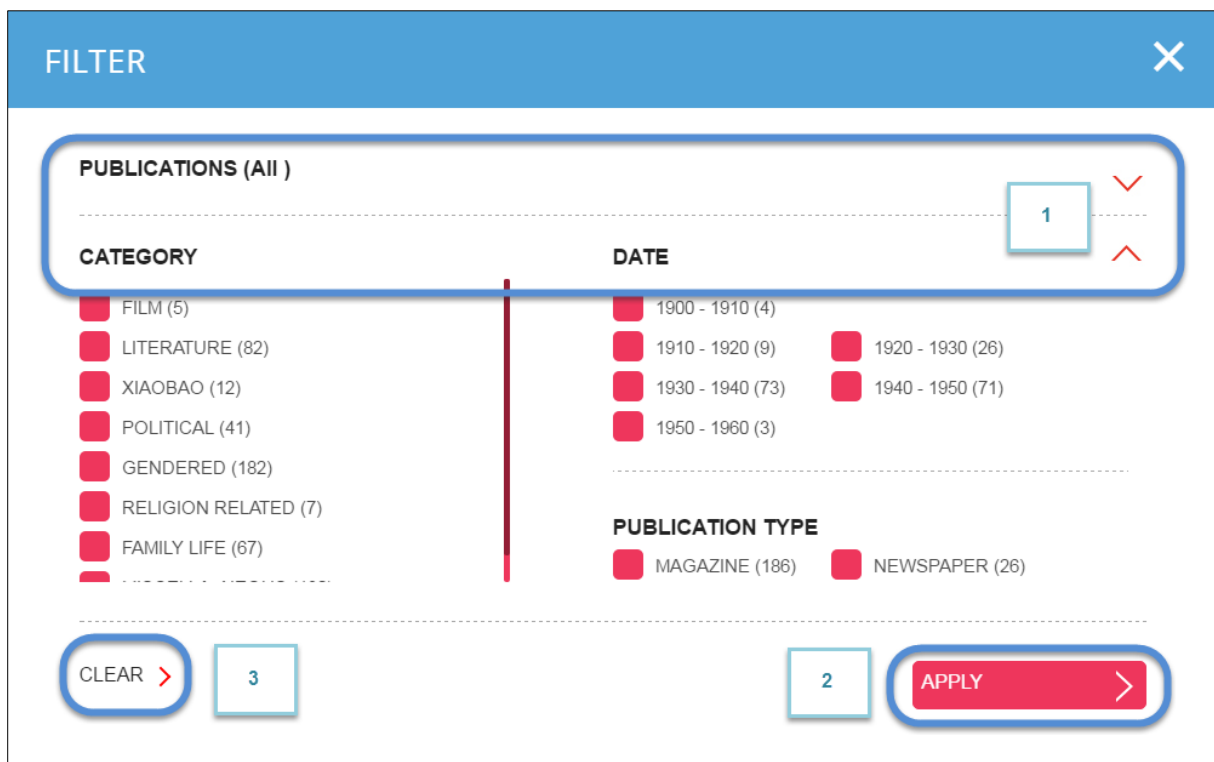 FILTER
PUBLICATIONS (All )
1
CATEGORY
FILM (5)
LITERATURE (82)
XIAOBAO (12)
POLITICAL (41)
GENDERED (182)
RELIGION RELATED (7)
FAMILY LIFE (67)
DATE
1900 - 1910 (4)
1910 - 1920 (9) 1920 - 1930 (26)
1930 - 1940 (73) 1940 - 1950 (71)
1950 - 1960 (3)
PUBLICATION TYPE
MAGAZINE (186) NEWSPAPER (26)
CLEAR
3
2
APPLY